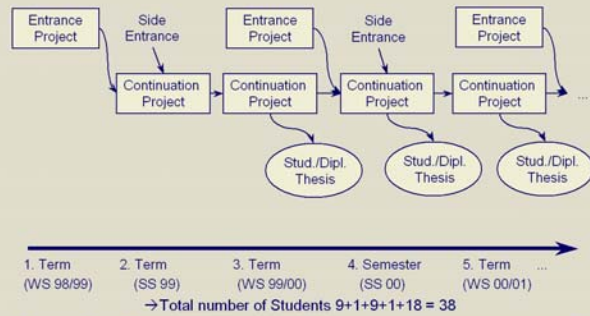 Entrance
Project
Side
Entrance
Entrance
Project
Side
Entrance
Entrance
Project
Continuation
Project
Continuation
Project
Continuation
Project
Continuation
Project
...
Stud./Dipl.
Thesis
Stud./Dipl.
Thesis
Stud./Dipl.
Thesis
1. Term
(WS 98/99)
2. Term
(SS 99)
3. Term
(WS 99/00)
4. Semester
(SS 00)
5. Term
(WS 00/01)
...
→Total number of Students 9+1+9+1+18 = 38